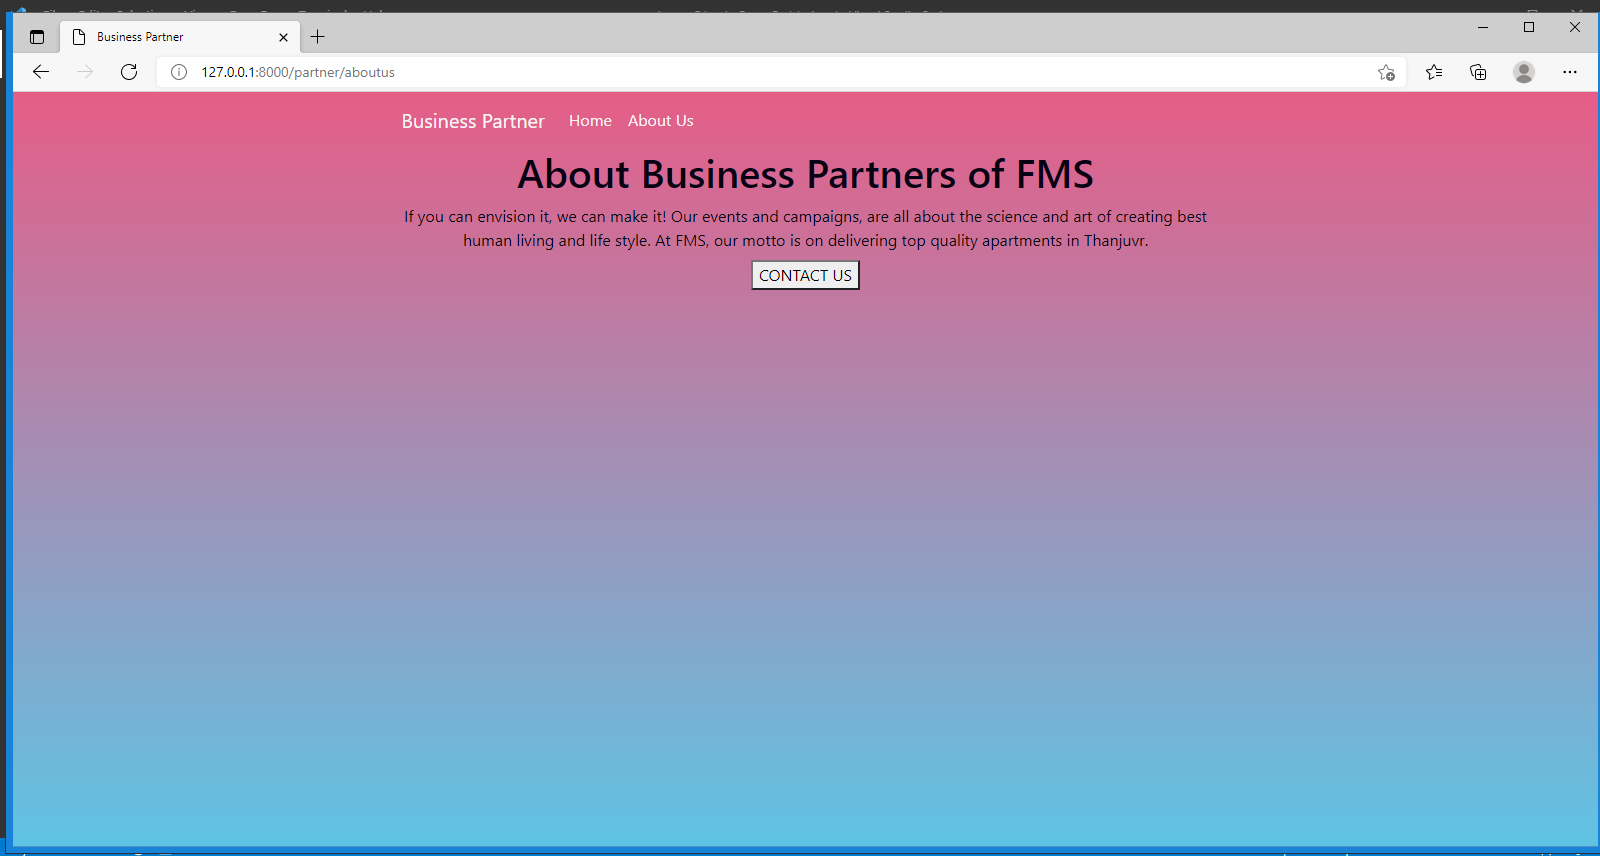 Business Partner
127.0.0.1:8000/partner/aboutus
Business Partner Home About Us
About Business Partners of FMS
If you can envision it, we can make it! Our events and campaigns, are all about the science and art of creating best
human living and life style. At FMS, our motto is on delivering top quality apartments in Thanjuvr.
CONTACT US